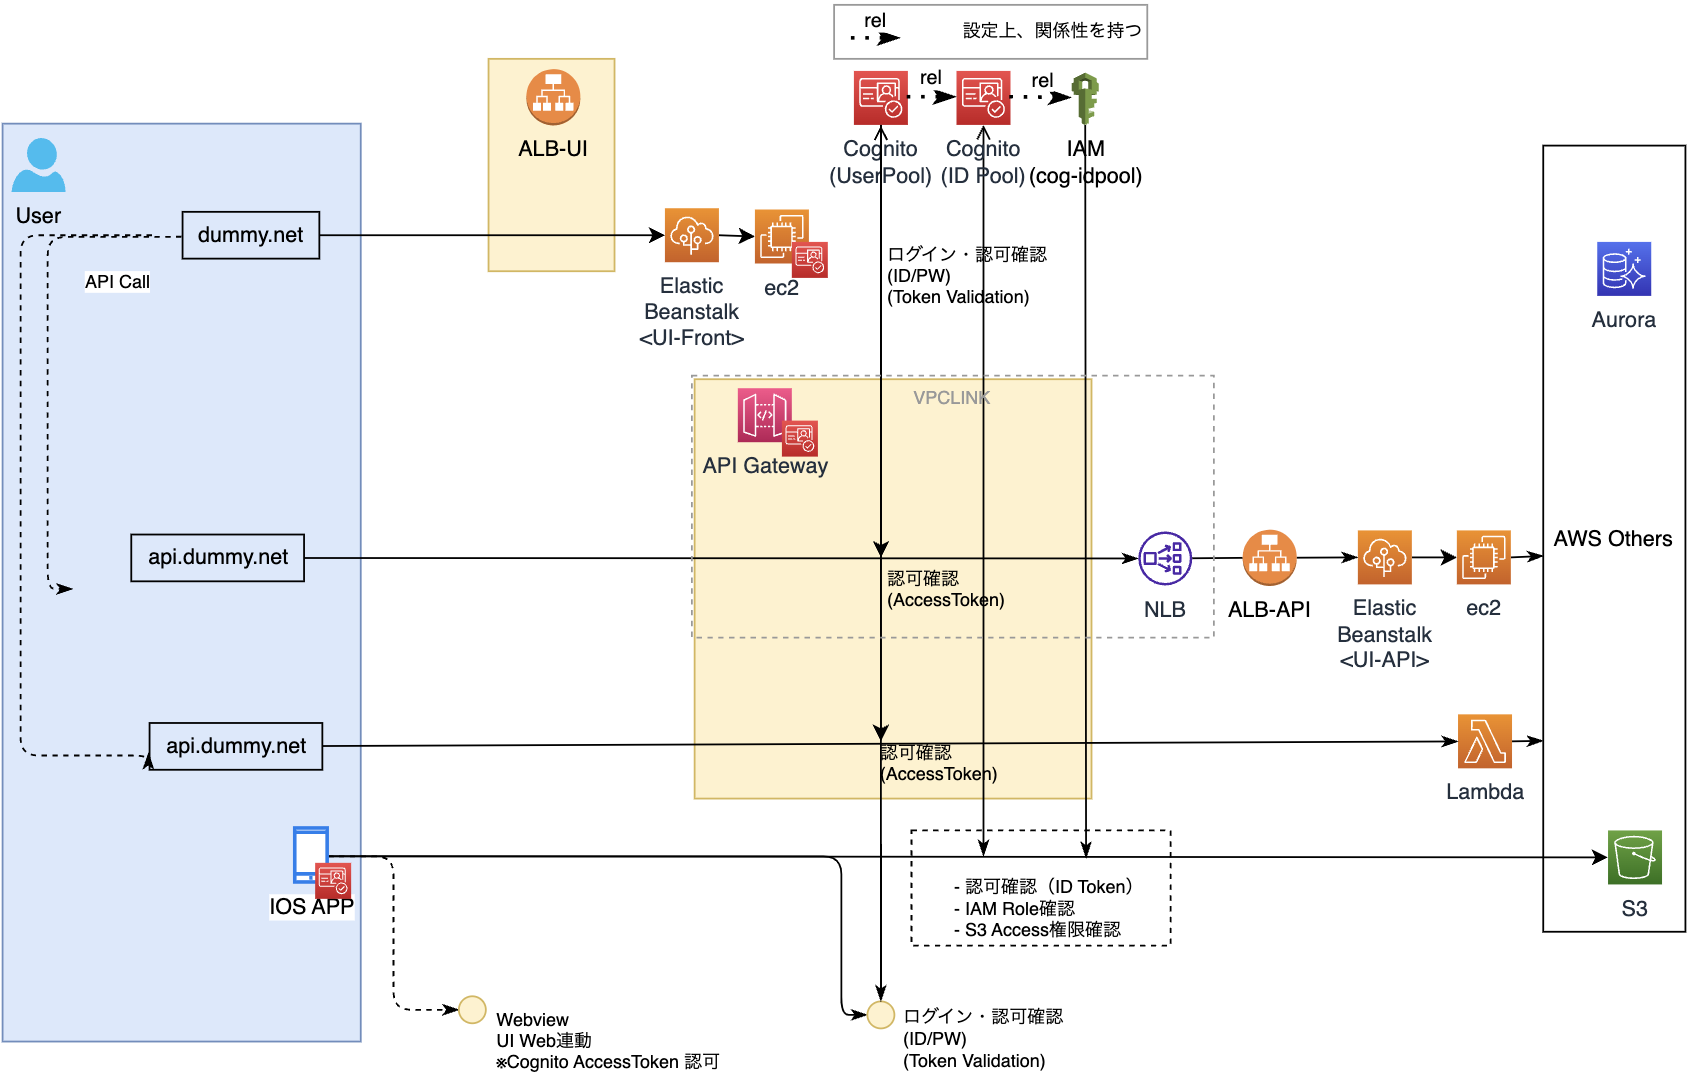 rel
設定上、関係性を持つ
rel
rel
ALB-UI
Cognito
(UserPool)
Cognito
(ID Pool)
IAM
(cog-idpool)
User
dummy.net
API Call
Elastic
Beanstalk
<UI-Front>
ec2
ログイン・認可確認
(ID/PW)
(Token Validation)
Aurora
VPCLINK
API Gateway
api.dummy.net
認可確認
(AccessToken)
NLB
ALB-API
Elastic
Beanstalk
<UI-API>
ec2
AWS Others
api.dummy.net
認可確認
(AccessToken)
Lambda
IOS APP
- 認可確認（ID Token）
- IAM Role確認
- S3 Access権限確認
S3
Webview
UI Web連動
※Cognito AccessToken 認可
ログイン・認可確認
(ID/PW)
(Token Validation)